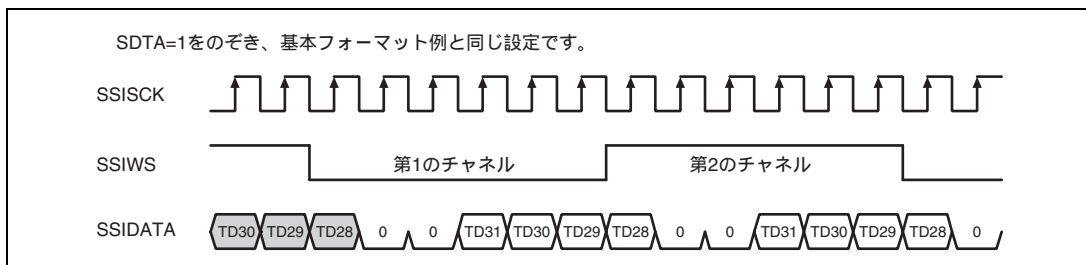 SDTA=1をのぞき、基本フォーマット例と同じ設定です。
SSISCK
SSIWS 第1のチャネル 第2のチャネル
SSIDATA TD30 TD29 TD28 0 0 TD31 TD30 TD29 TD28 0 0 TD31 TD30 TD29 TD28 0